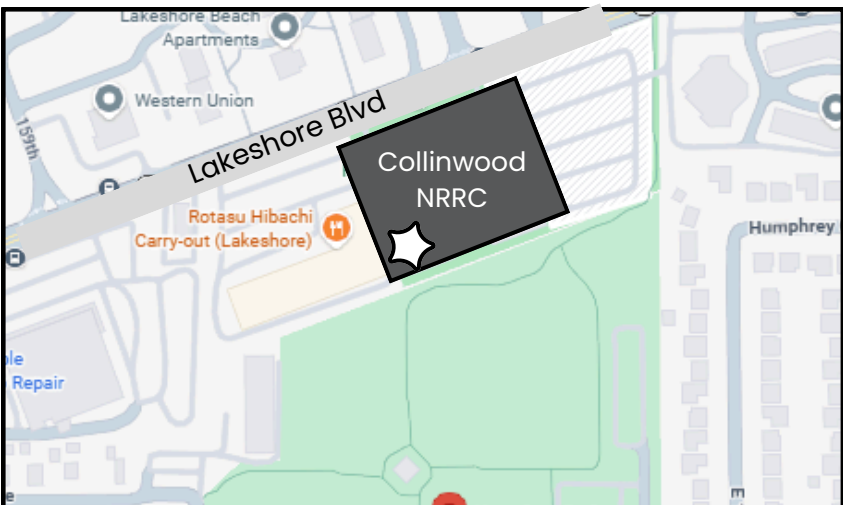 Lakeshore Beach
Apartments
Western Union
159th
Lakeshore Blvd
Collinwood
NRRC
Rotasu Hibachi
Carry-out (Lakeshore)
Humphrey
Repair
E